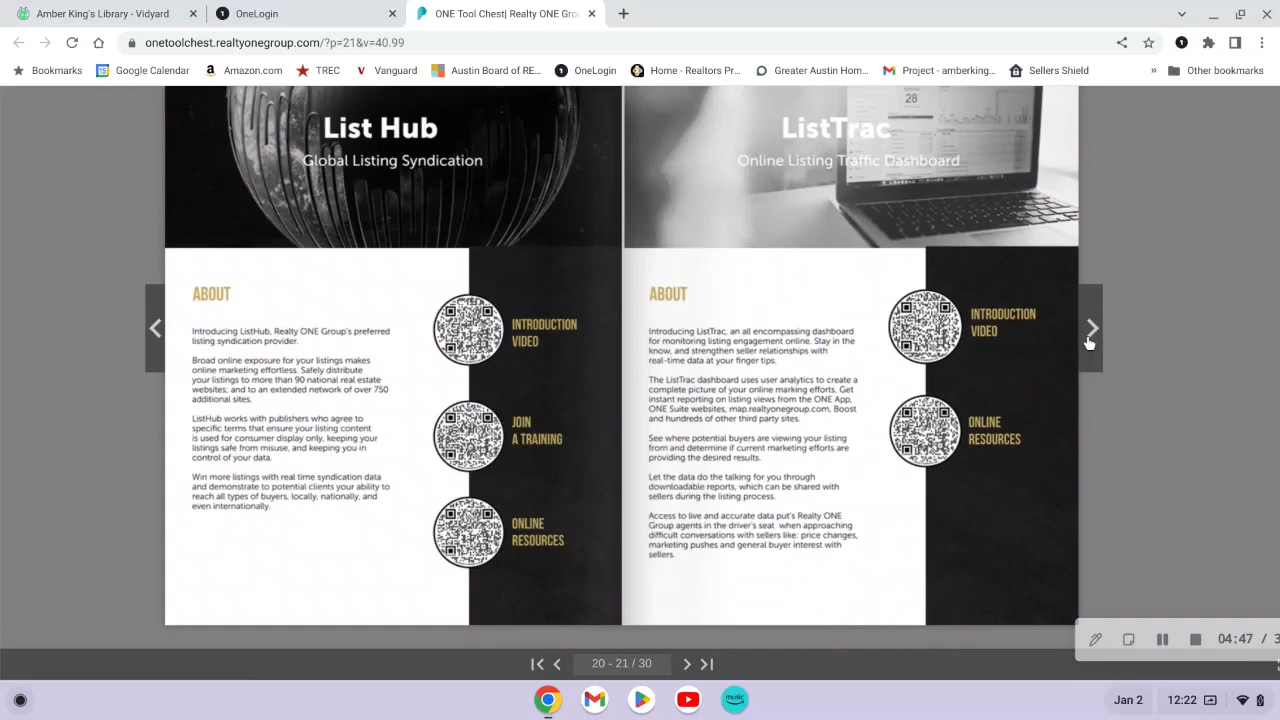 Amber King's Library - Vidyard
OneLogin
ONE Tool Chest| Realty ONE Gro
onetoolchest.realtyonegroup.com/?p=21&v=40.99
Bookmarks
Google Calendar
Amazon.com
TREC
Vanguard
Austin Board of RE...
OneLogin
Home - Realtors Pr...
Greater Austin Hom...
Project - amberking...
Sellers Shield
»
Other bookmarks
List Hub
Global Listing Syndication
ABOUT
Introducing ListHub, Realty ONE Group's preferred
listing syndication provider.
Broad online exposure for your listings makes
online marketing effortless. Safely distribute
your listings to more than 90 national real estate
websites; and to an extended network of over 750
additional sites.
ListHub works with publishers who agree to
specific terms that ensure your listing content
is used for consumer display only, keeping your
listings safe from misuse, and keeping you in
control of your data.
Win more listings with real time syndication data
and demonstrate to potential clients your ability to
reach all types of buyers, locally, nationally, and
even internationally.
INTRODUCTION
VIDEO
JOIN
A TRAINING
ONLINE
RESOURCES
28
ListTrac
Online Listing Traffic Dashboard
ABOUT
Introducing ListTrac, an all encompassing dashboard
for monitoring listing engagement online. Stay in the
know, and strengthen seller relationships with
real-time data at your finger tips.
The ListTrac dashboard uses user analytics to create a
complete picture of your online marking efforts. Get
instant reporting on listing views from the ONE App,
ONE Suite websites, map.realtyonegroup.com, Boost
and hundreds of other third party sites.
See where potential buyers are viewing your listing
from and determine if current marketing efforts are
providing the desired results.
Let the data do the talking for you through
downloadable reports, which can be shared with
sellers during the listing process.
Access to live and accurate data put's Realty ONE
Group agents in the driver's seat when approaching
difficult conversations with sellers like: price changes,
marketing pushes and general buyer interest with
sellers.
INTRODUCTION
VIDEO
ONLINE
RESOURCES
04:47 / 3
20 - 21 / 30
music
Jan 2
12:22